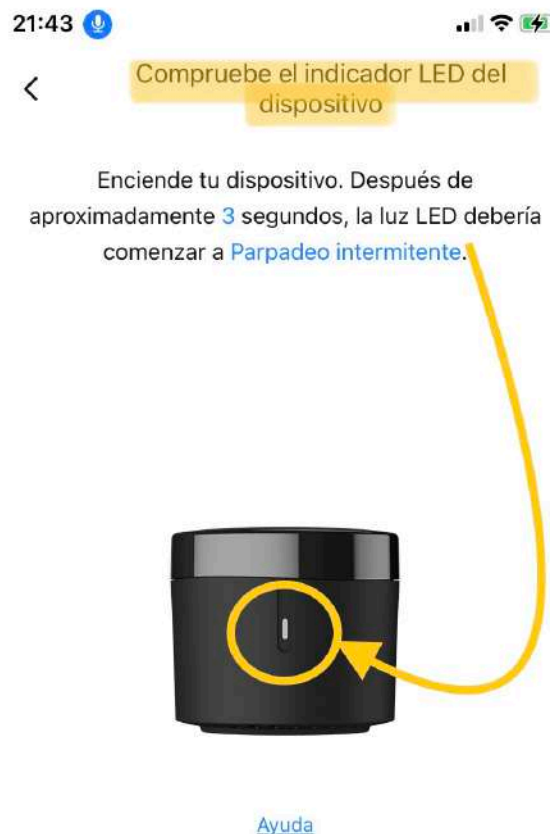 21:43
Compruebe el indicador LED del
dispositivo
Enciende tu dispositivo. Después de
aproximadamente 3 segundos, la luz LED debería
comenzar a Parpadeo intermitente.
Ayuda